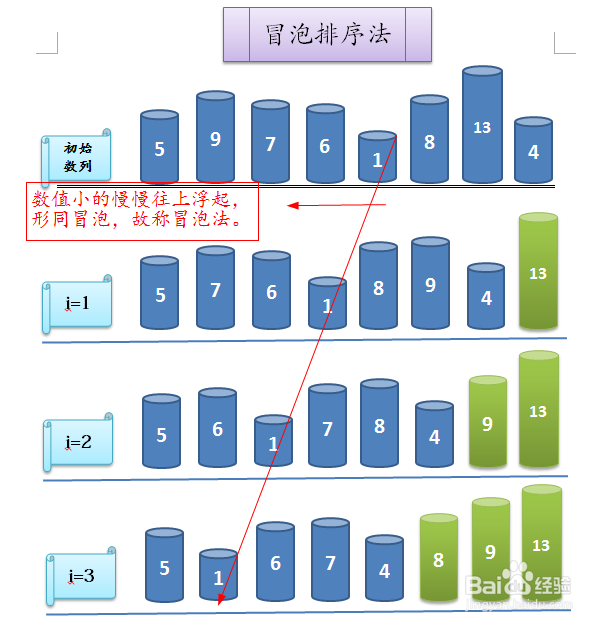 冒泡排序法
初始
数列
5 9 7 6 1 8 13 4
数值小的慢慢往上浮起，
形同冒泡，故称冒泡法。
i=1
5 7 6 1 8 9 4 13
i=2
5 6 1 7 8 4 9 13
i=3
5 1 6 7 4 8 9 13
Baidu经验
jingyan.baidu.com